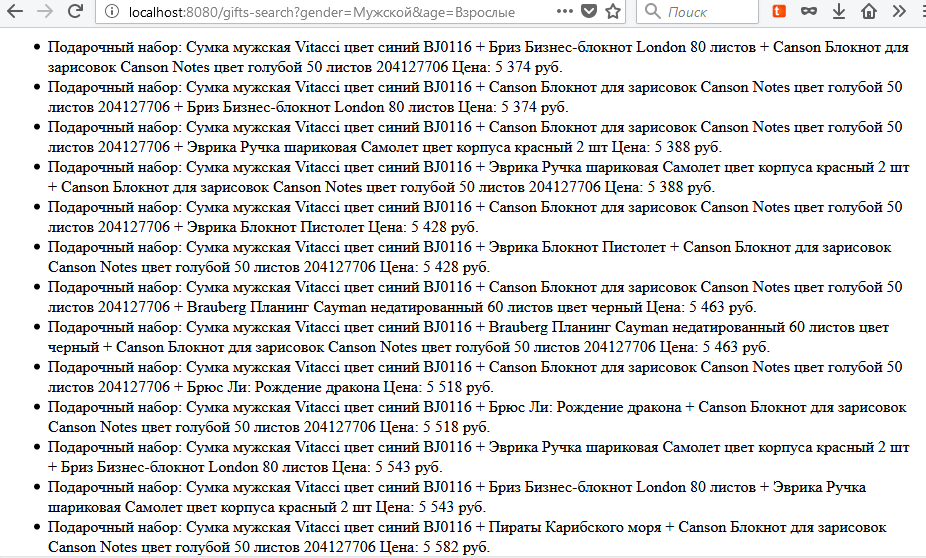 localhost:8080/gifts-search?gender=Мужской&age=Взрослые
Поиск
t
• Подарочный набор: Сумка мужская Vitacci цвет синий BJ0116 + Бриз Бизнес-блокнот London 80 листов + Canson Блокнот для
зарисовок Canson Notes цвет голубой 50 листов 204127706 Цена: 5 374 руб.
• Подарочный набор: Сумка мужская Vitacci цвет синий BJ0116 + Canson Блокнот для зарисовок Canson Notes цвет голубой 50
листов 204127706 + Бриз Бизнес-блокнот London 80 листов Цена: 5 374 руб.
• Подарочный набор: Сумка мужская Vitacci цвет синий BJ0116 + Canson Блокнот для зарисовок Canson Notes цвет голубой 50
листов 204127706 + Эврика Ручка шариковая Самолет цвет корпуса красный 2 шт Цена: 5 388 руб.
• Подарочный набор: Сумка мужская Vitacci цвет синий BJ0116 + Эврика Ручка шариковая Самолет цвет корпуса красный 2 шт
+ Canson Блокнот для зарисовок Canson Notes цвет голубой 50 листов 204127706 Цена: 5 388 руб.
• Подарочный набор: Сумка мужская Vitacci цвет синий BJ0116 + Canson Блокнот для зарисовок Canson Notes цвет голубой 50
листов 204127706 + Эврика Блокнот Пистолет Цена: 5 428 руб.
• Подарочный набор: Сумка мужская Vitacci цвет синий BJ0116 + Эврика Блокнот Пистолет + Canson Блокнот для зарисовок
Canson Notes цвет голубой 50 листов 204127706 Цена: 5 428 руб.
• Подарочный набор: Сумка мужская Vitacci цвет синий BJ0116 + Canson Блокнот для зарисовок Canson Notes цвет голубой 50
листов 204127706 + Brauberg Планинг Cayman недатированный 60 листов цвет черный Цена: 5 463 руб.
• Подарочный набор: Сумка мужская Vitacci цвет синий BJ0116 + Brauberg Планинг Cayman недатированный 60 листов цвет
черный + Canson Блокнот для зарисовок Canson Notes цвет голубой 50 листов 204127706 Цена: 5 463 руб.
• Подарочный набор: Сумка мужская Vitacci цвет синий BJ0116 + Canson Блокнот для зарисовок Canson Notes цвет голубой 50
листов 204127706 + Брюс Ли: Рождение дракона Цена: 5 518 руб.
• Подарочный набор: Сумка мужская Vitacci цвет синий BJ0116 + Брюс Ли: Рождение дракона + Canson Блокнот для зарисовок
Canson Notes цвет голубой 50 листов 204127706 Цена: 5 518 руб.
• Подарочный набор: Сумка мужская Vitacci цвет синий BJ0116 + Эврика Ручка шариковая Самолет цвет корпуса красный 2 шт
+ Бриз Бизнес-блокнот London 80 листов Цена: 5 543 руб.
• Подарочный набор: Сумка мужская Vitacci цвет синий BJ0116 + Бриз Бизнес-блокнот London 80 листов + Эврика Ручка
шариковая Самолет цвет корпуса красный 2 шт Цена: 5 543 руб.
• Подарочный набор: Сумка мужская Vitacci цвет синий BJ0116 + Пираты Карибского моря + Canson Блокнот для зарисовок
Canson Notes цвет голубой 50 листов 204127706 Цена: 5 582 руб.